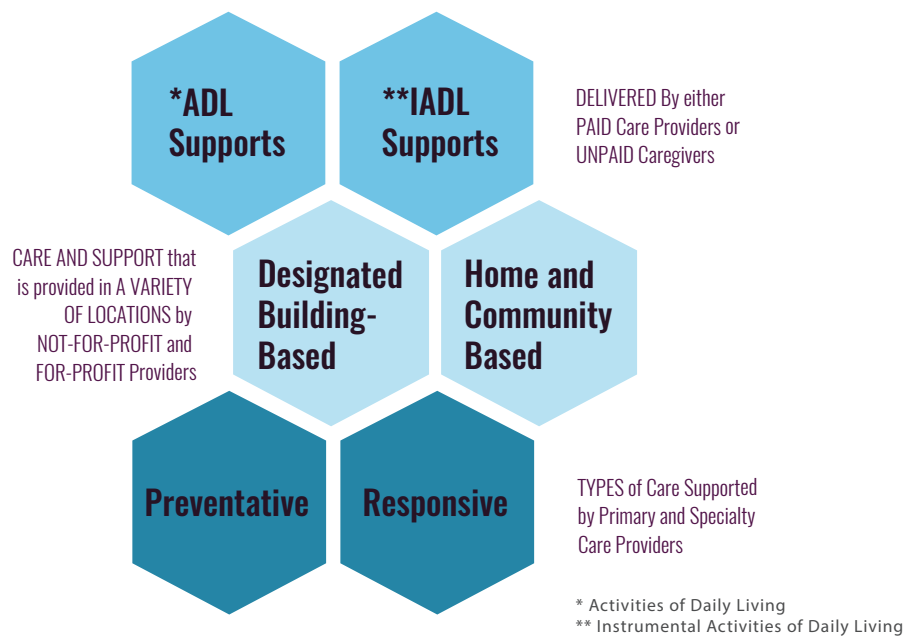 *ADL
Supports
**IADL
Supports
DELIVERED By either
PAID Care Providers or
UNPAID Caregivers
CARE AND SUPPORT that
is provided in A VARIETY
OF LOCATIONS by
NOT-FOR-PROFIT and
FOR-PROFIT Providers
Designated
Building-
Based
Home and
Community
Based
Preventative
Responsive
TYPES of Care Supported
by Primary and Specialty
Care Providers
* Activities of Daily Living
** Instrumental Activities of Daily Living